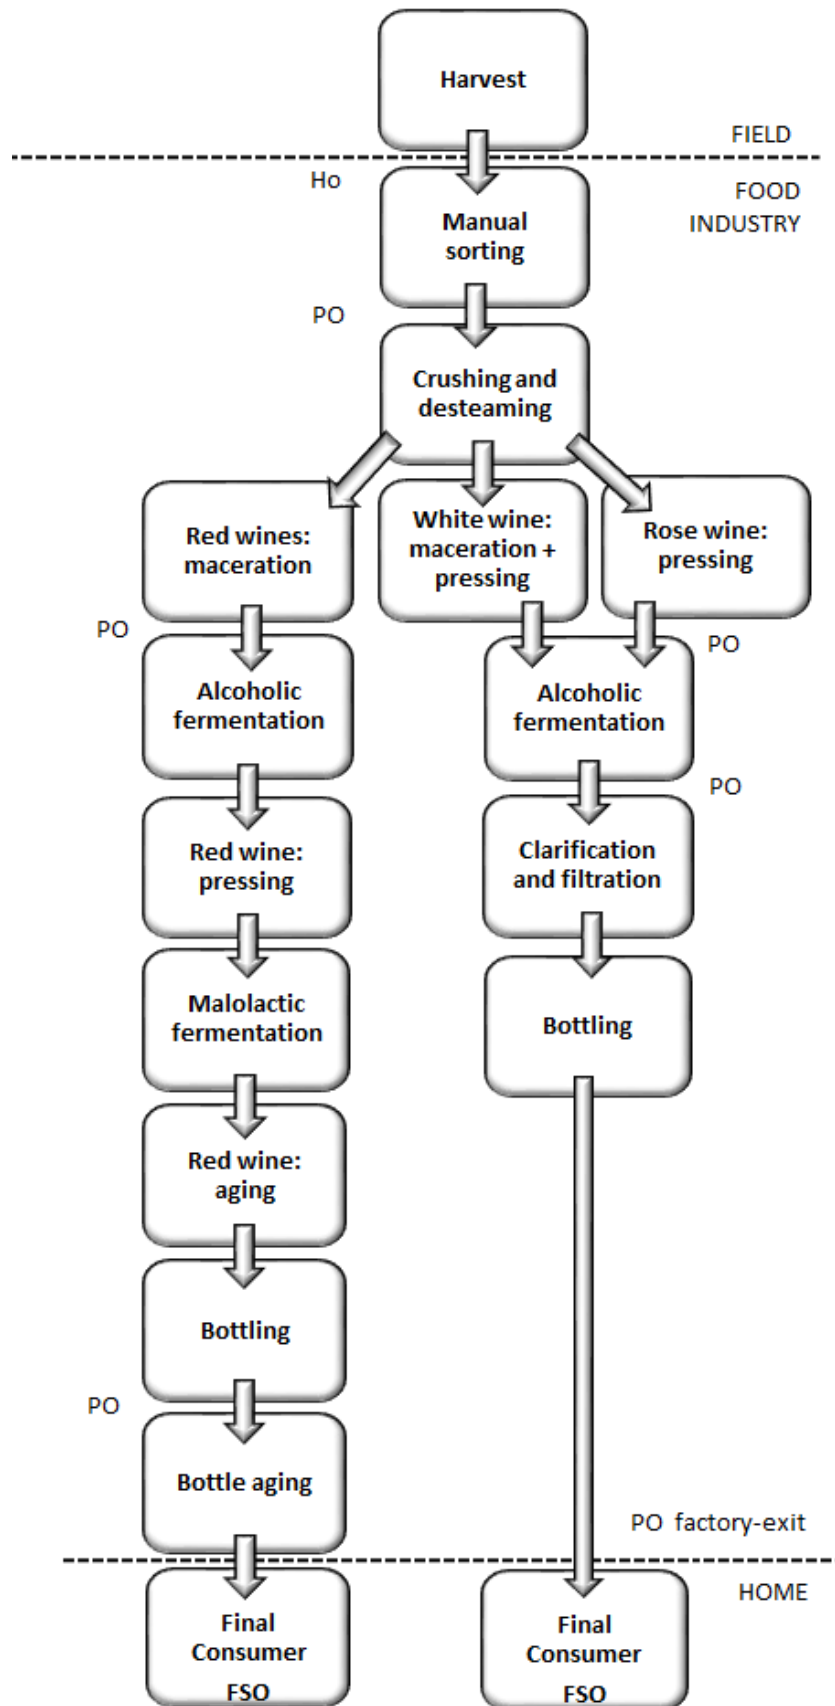 Harvest
FIELD
Ho
FOOD
INDUSTRY
Manual
sorting
PO
Crushing and
desteaming
Red wines:
maceration
White wine:
maceration +
pressing
Rose wine:
pressing
PO
PO
Alcoholic
fermentation
Alcoholic
fermentation
PO
Red wine:
pressing
Clarification
and filtration
Malolactic
fermentation
Bottling
Red wine:
aging
Bottling
PO
Bottle aging
PO factory-exit
HOME
Final
Consumer
FSO
Final
Consumer
FSO